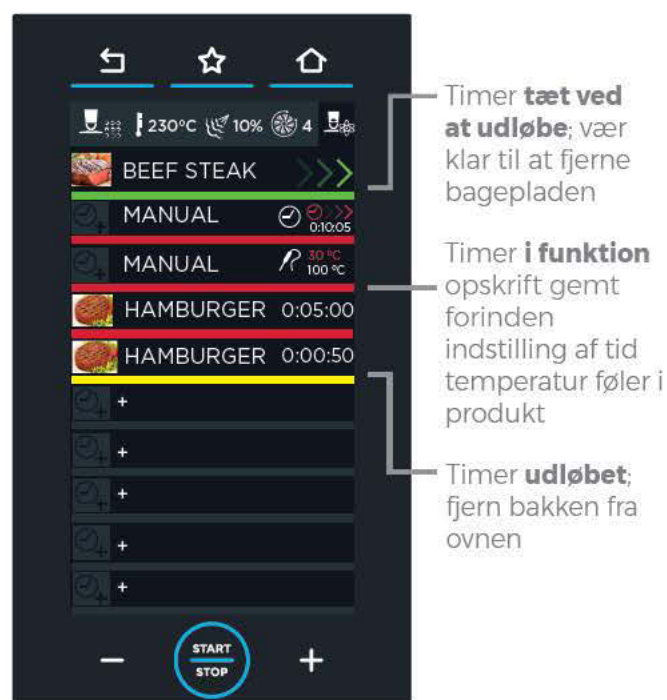 230°C 10% 4
BEEF STEAK
MANUAL
0:10:05
MANUAL 30 °C
100 °C
HAMBURGER 0:05:00
HAMBURGER 0:00:50
+
+
+
+
+
− START +
STOP
Timer tæt ved
at udløbe; vær
klar til at fjerne
bagepladen
Timer i funktion
opskrift gemt
forinden
indstilling af tid
temperatur føler i
produkt
Timer udløbet;
fjern bakken fra
ovnen